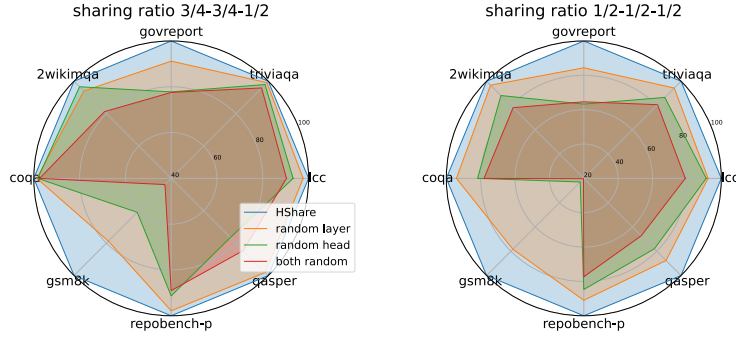 sharing ratio 3/4-3/4-1/2
govreport
2wikimqa
triviaqa
coqa
lcc
gsm8k
qasper
repobench-p
40
60
80
100
HShare
random layer
random head
both random
sharing ratio 1/2-1/2-1/2
govreport
2wikimqa
triviaqa
coqa
lcc
gsm8k
qasper
repobench-p
20
40
60
80
100